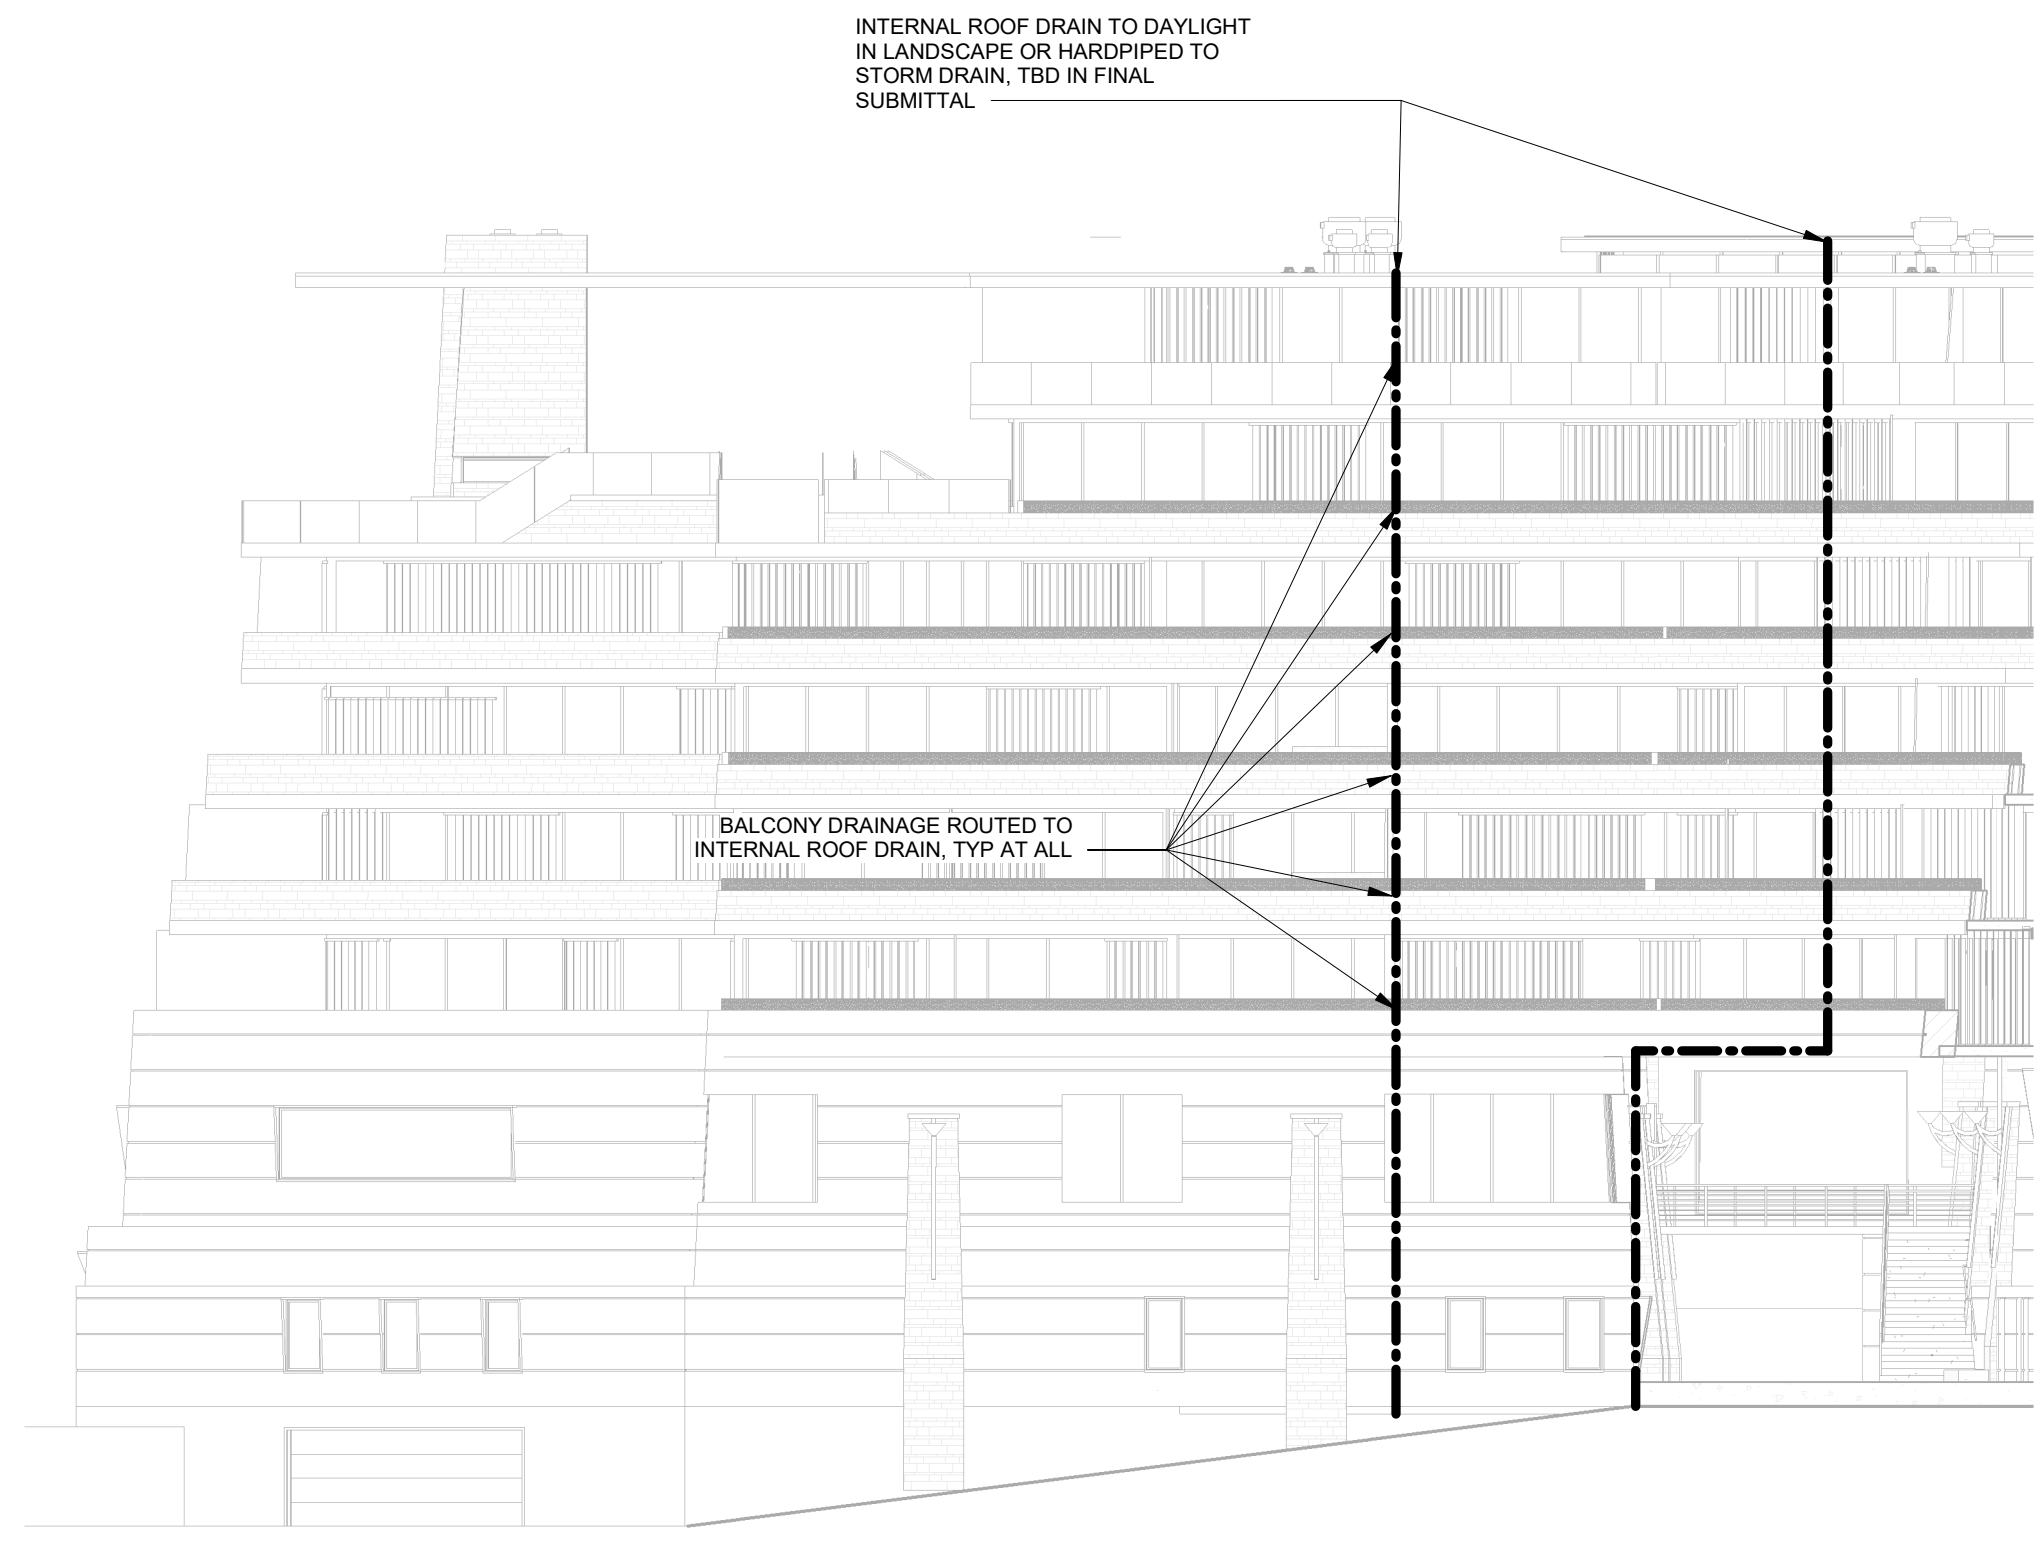 INTERNAL ROOF DRAIN TO DAYLIGHT
IN LANDSCAPE OR HARDPIPED TO
STORM DRAIN, TBD IN FINAL
SUBMITTAL
BALCONY DRAINAGE ROUTED TO
INTERNAL ROOF DRAIN, TYP AT ALL